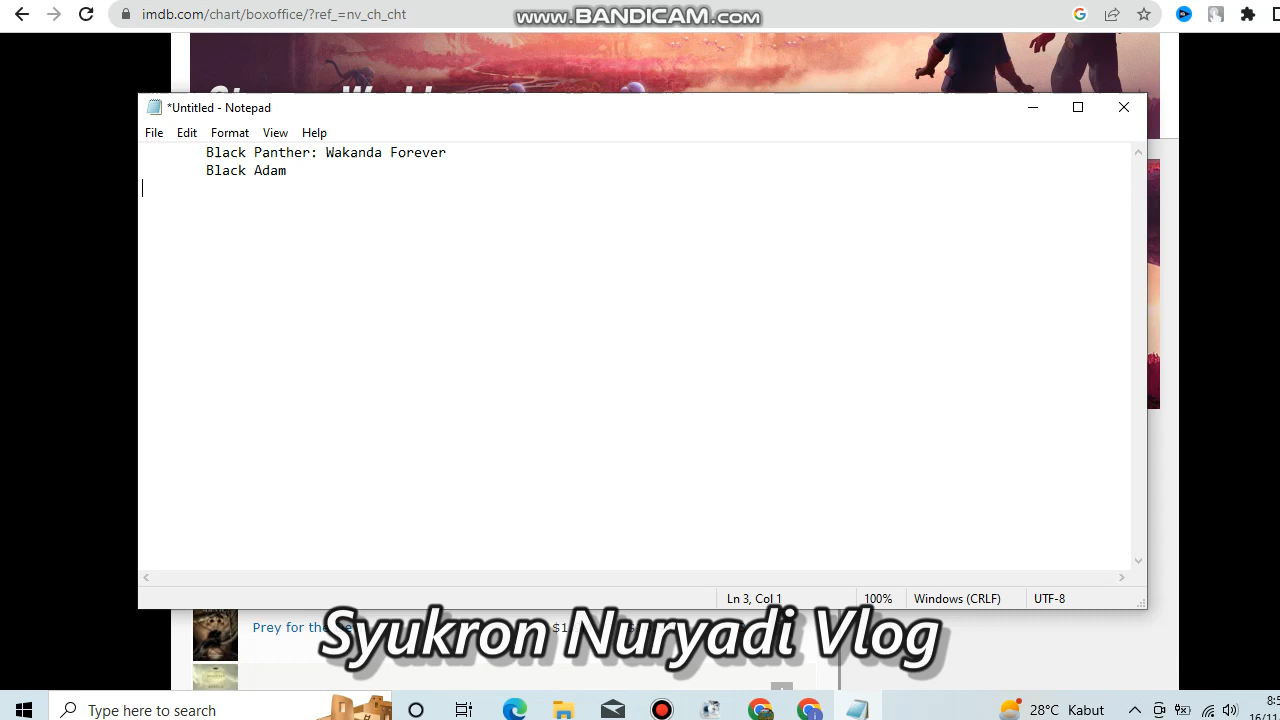 imdb.com/chart/boxoffice/?ref_=nv_ch_cht
www.BANDICAM.com
*Untitled - Notepad
File Edit Format View Help
Black Panther: Wakanda Forever
Black Adam
Ln 3, Col 1 100% Windows (CRLF) UTF-8
Prey for the
Syukron Nuryadi Vlog
Type here to search
28°C Kabut